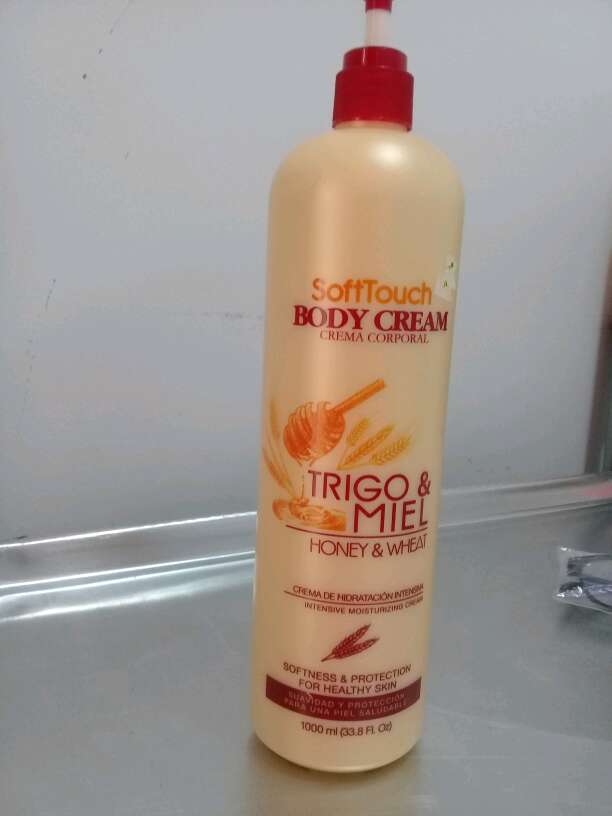 SoftTouch
BODY CREAM
CREMA CORPORAL
TRIGO &
MIEL
HONEY & WHEAT
CREMA DE HIDRATACIÓN INTENSIVA
INTENSIVE MOISTURIZING CREAM
SOFTNESS & PROTECTION
FOR HEALTHY SKIN
SUAVIDAD Y PROTECCIÓN
PARA UNA PIEL SALUDABLE
1000 ml (33.8 Fl. Oz)